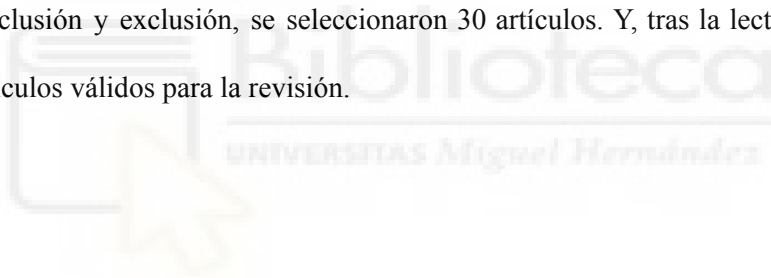 clusión y exclusión, se seleccionaron 30 artículos. Y, tras la lect
culos válidos para la revisión.
Biblioteca
UNIVERSITAS Miguel Hernández